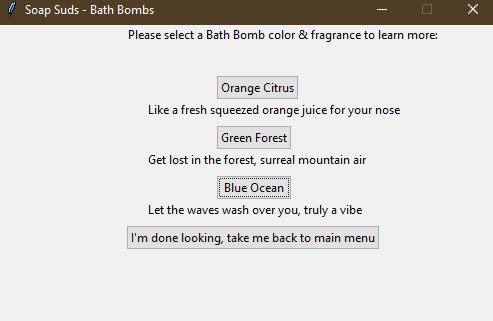 Soap Suds - Bath Bombs
Please select a Bath Bomb color & fragrance to learn more:
Orange Citrus
Like a fresh squeezed orange juice for your nose
Green Forest
Get lost in the forest, surreal mountain air
Blue Ocean
Let the waves wash over you, truly a vibe
I'm done looking, take me back to main menu